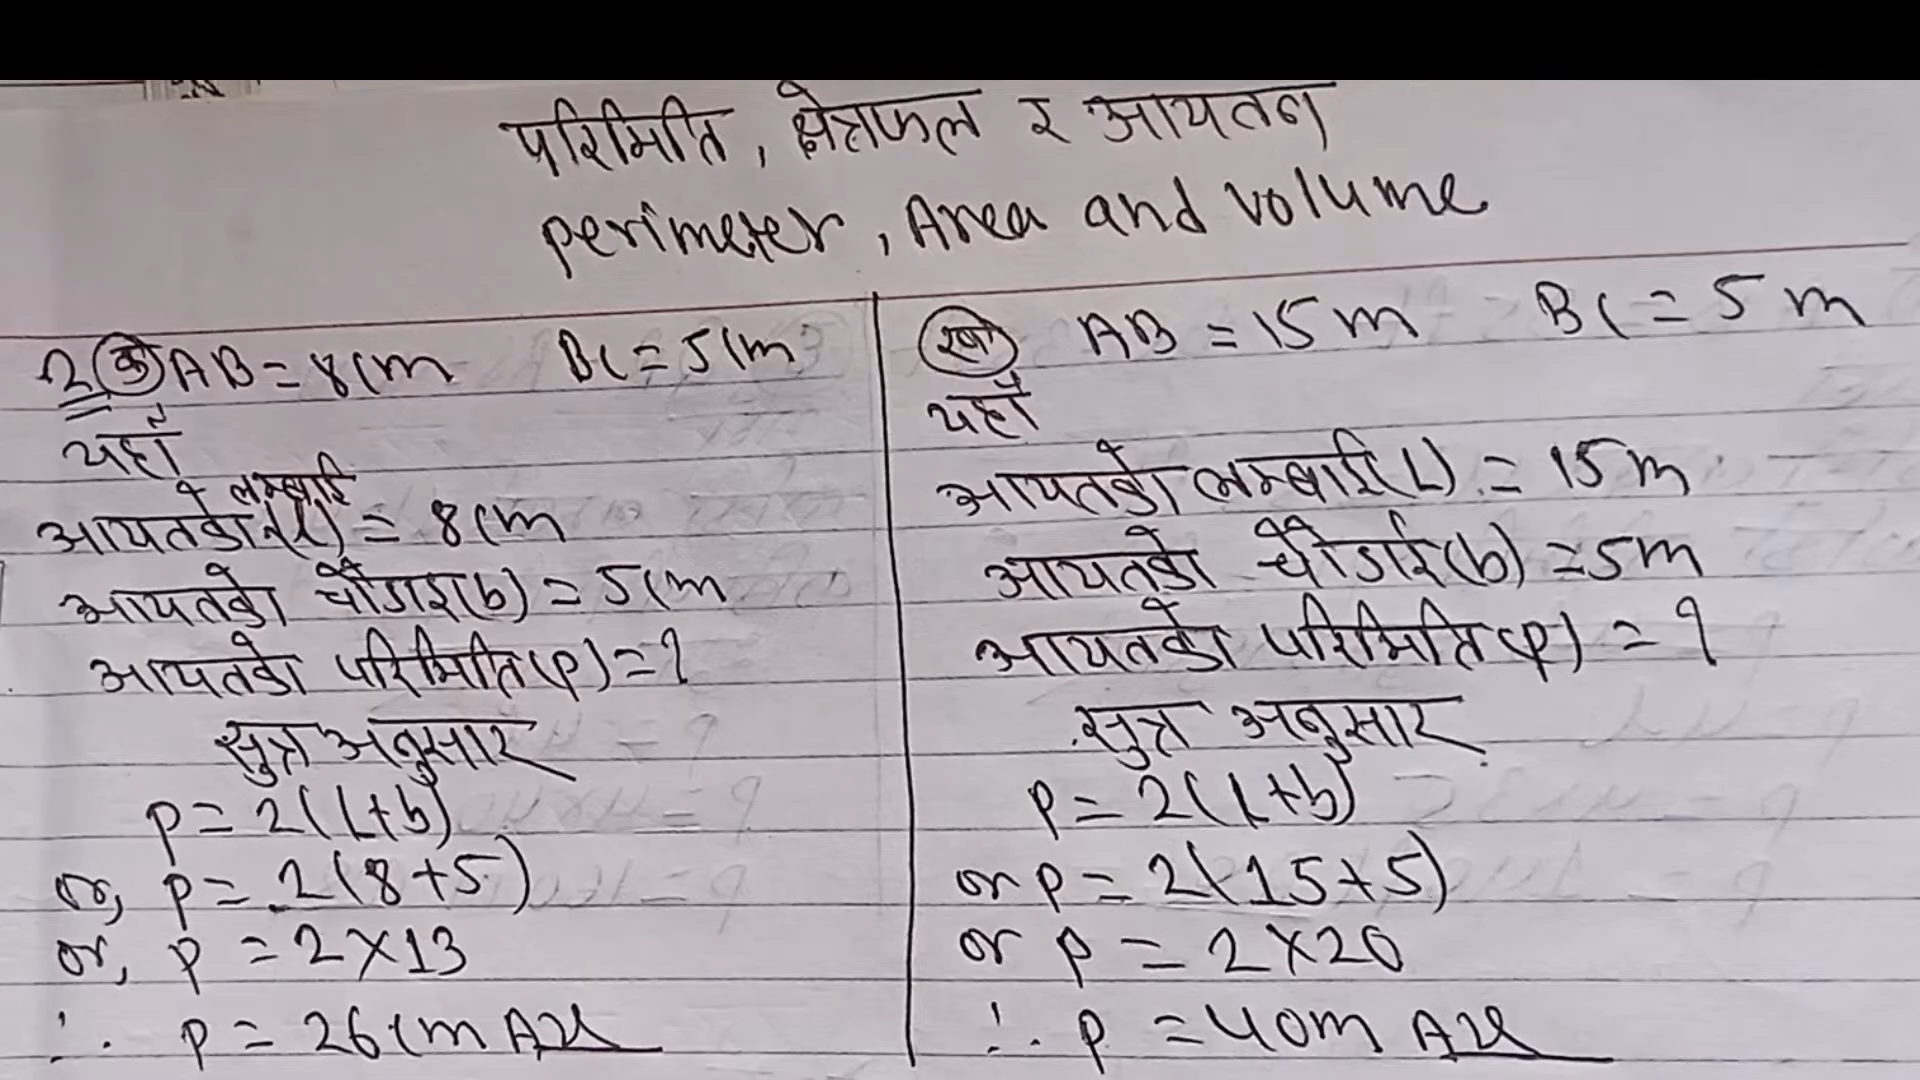 परिमिति, क्षेत्रफल र आयतन
perimeter, Area and volume
2 क AB = 8cm BC = 5cm
यहाँ
आयतको लम्बाई (l) = 8cm
आयतको चौडाइ(b) = 5cm
आयतको परिमिति(p) = ?
सुत्र अनुसार
P = 2(l+b)
or, P = 2(8+5)
or, P = 2×13
∴ P = 26cm Ans
ख AB = 15m BC = 5m
यहाँ
आयतको लम्बाई(L) = 15m
आयतको चौडाई(b) = 5m
आयतको परिमिति(p) = ?
सुत्र अनुसार
P = 2(l+b)
or P = 2(15+5)
or P = 2×20
∴ P = 40m Ans